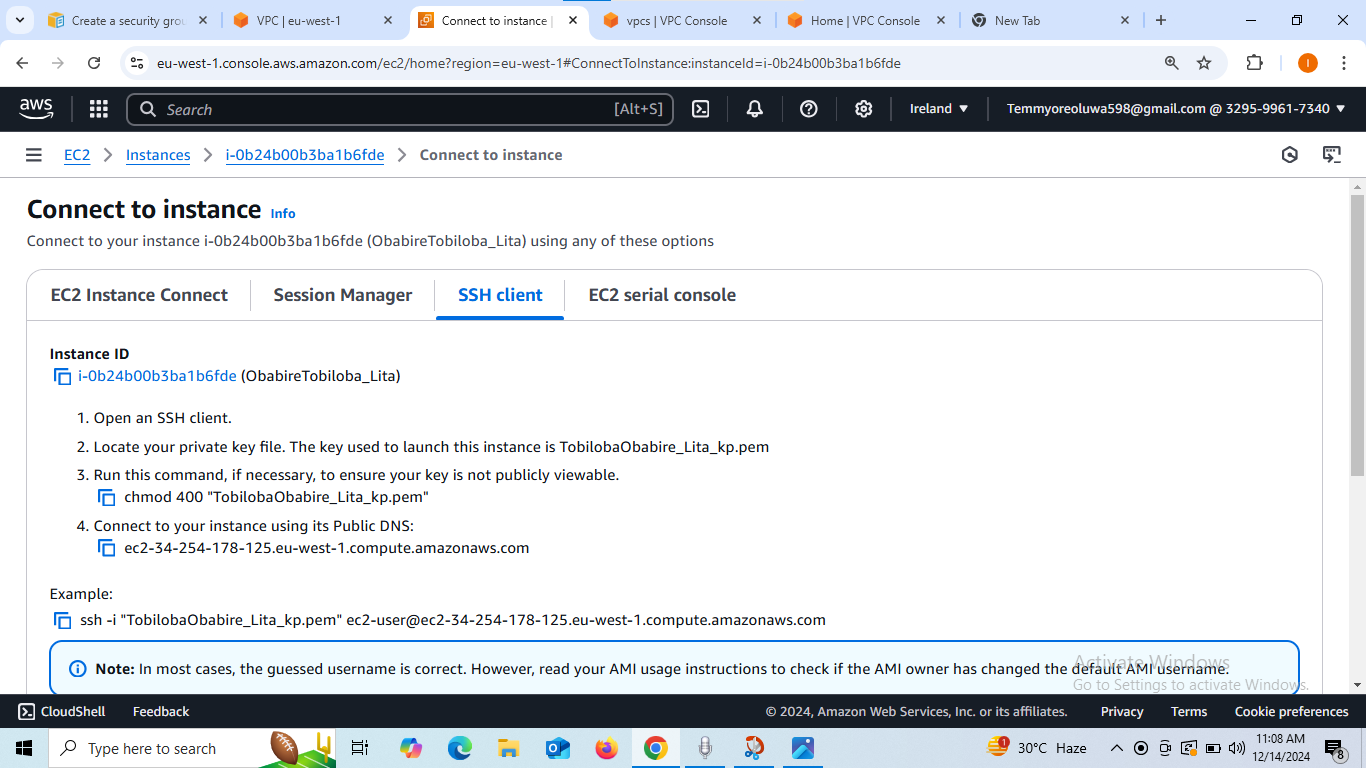 Create a security grou
VPC | eu-west-1
Connect to instance |
vpcs | VPC Console
Home | VPC Console
New Tab
eu-west-1.console.aws.amazon.com/ec2/home?region=eu-west-1#ConnectToInstance:instanceId=i-0b24b00b3ba1b6fde
I
aws
Search
[Alt+S]
Ireland
Temmyoreoluwa598@gmail.com @ 3295-9961-7340
EC2
Instances
i-0b24b00b3ba1b6fde
Connect to instance
Connect to instance Info
Connect to your instance i-0b24b00b3ba1b6fde (ObabireTobiloba_Lita) using any of these options
EC2 Instance Connect
Session Manager
SSH client
EC2 serial console
Instance ID
i-0b24b00b3ba1b6fde (ObabireTobiloba_Lita)
1. Open an SSH client.
2. Locate your private key file. The key used to launch this instance is TobilobaObabire_Lita_kp.pem
3. Run this command, if necessary, to ensure your key is not publicly viewable.
chmod 400 "TobilobaObabire_Lita_kp.pem"
4. Connect to your instance using its Public DNS:
ec2-34-254-178-125.eu-west-1.compute.amazonaws.com
Example:
ssh -i "TobilobaObabire_Lita_kp.pem" ec2-user@ec2-34-254-178-125.eu-west-1.compute.amazonaws.com
Note: In most cases, the guessed username is correct. However, read your AMI usage instructions to check if the AMI owner has changed the default AMI username.
Activate Windows
Go to Settings to activate Windows.
CloudShell
Feedback
© 2024, Amazon Web Services, Inc. or its affiliates.
Privacy
Terms
Cookie preferences
Type here to search
1
30°C Haze
11:08 AM
12/14/2024
8